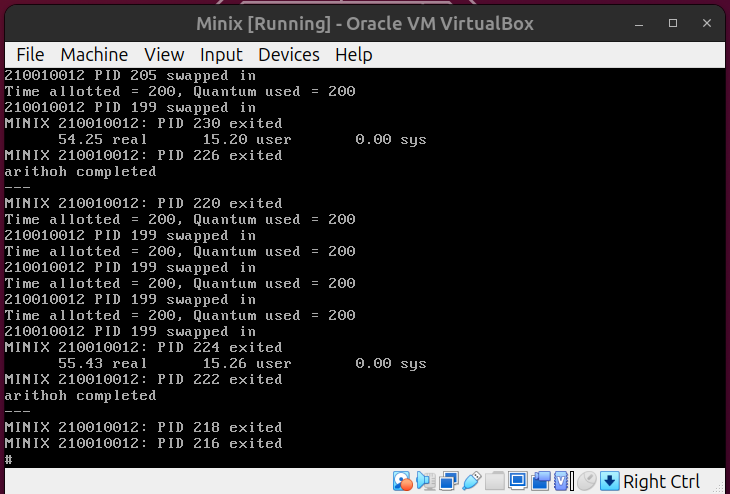 Minix [Running] - Oracle VM VirtualBox
File Machine View Input Devices Help
210010012 PID 205 swapped in
Time allotted = 200, Quantum used = 200
210010012 PID 199 swapped in
MINIX 210010012: PID 230 exited
54.25 real 15.20 user 0.00 sys
MINIX 210010012: PID 226 exited
arithoh completed
---
MINIX 210010012: PID 220 exited
Time allotted = 200, Quantum used = 200
210010012 PID 199 swapped in
Time allotted = 200, Quantum used = 200
210010012 PID 199 swapped in
Time allotted = 200, Quantum used = 200
210010012 PID 199 swapped in
Time allotted = 200, Quantum used = 200
210010012 PID 199 swapped in
MINIX 210010012: PID 224 exited
55.43 real 15.26 user 0.00 sys
MINIX 210010012: PID 222 exited
arithoh completed
---
MINIX 210010012: PID 218 exited
MINIX 210010012: PID 216 exited
#
Right Ctrl